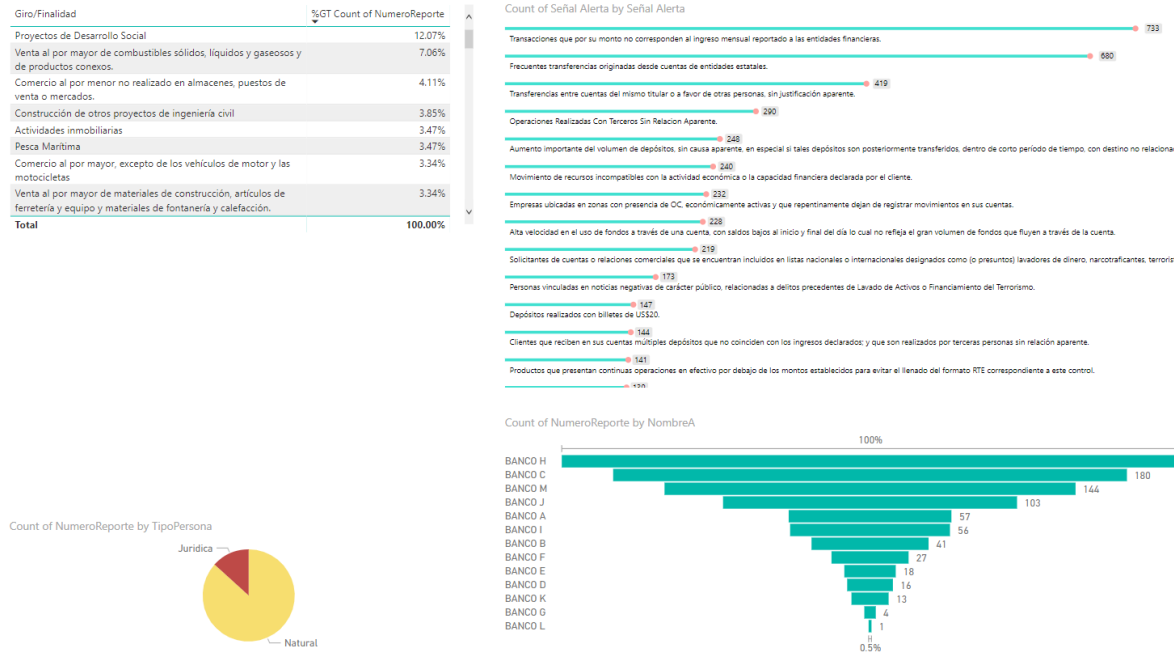 Giro/Finalidad %GT Count of NumeroReporte
Proyectos de Desarrollo Social 12.07%
Venta al por mayor de combustibles sólidos, líquidos y gaseosos y 7.06%
de productos conexos.
Comercio al por menor no realizado en almacenes, puestos de 4.11%
venta o mercados.
Construcción de otros proyectos de ingeniería civil 3.85%
Actividades inmobiliarias 3.47%
Pesca Marítima 3.47%
Comercio al por mayor, excepto de los vehículos de motor y las 3.34%
motocicletas
Venta al por mayor de materiales de construcción, artículos de 3.34%
ferretería y equipo y materiales de fontanería y calefacción.
Total 100.00%
Count of Señal Alerta by Señal Alerta
733
Transacciones que por su monto no corresponden al ingreso mensual reportado a las entidades financieras.
680
Frecuentes transferencias originadas desde cuentas de entidades estatales.
419
Transferencias entre cuentas del mismo titular o a favor de otras personas, sin justificación aparente.
290
Operaciones Realizadas Con Terceros Sin Relacion Aparente.
248
Aumento importante del volumen de depósitos, sin causa aparente, en especial si tales depósitos son posteriormente transferidos, dentro de corto período de tiempo, con destino no relaciona
240
Movimiento de recursos incompatibles con la actividad económica o la capacidad financiera declarada por el cliente.
232
Empresas ubicadas en zonas con presencia de OC, económicamente activas y que repentinamente dejan de registrar movimientos en sus cuentas.
228
Alta velocidad en el uso de fondos a través de una cuenta, con saldos bajos al inicio y final del día lo cual no refleja el gran volumen de fondos que fluyen a través de la cuenta.
219
Solicitantes de cuentas o relaciones comerciales que se encuentran incluidos en listas nacionales o internacionales designados como (o presuntos) lavadores de dinero, narcotraficantes, terroris
173
Personas vinculadas en noticias negativas de carácter público, relacionadas a delitos precedentes de Lavado de Activos o Financiamiento del Terrorismo.
147
Depósitos realizados con billetes de US$20.
144
Clientes que reciben en sus cuentas múltiples depósitos que no coinciden con los ingresos declarados; y que son realizados por terceras personas sin relación aparente.
141
Productos que presentan continuas operaciones en efectivo por debajo de los montos establecidos para evitar el llenado del formato RTE correspondiente a este control.
Count of NumeroReporte by NombreA
100%
BANCO H
BANCO C 180
BANCO M 144
BANCO J 103
BANCO A 57
BANCO I 56
BANCO B 41
BANCO F 27
BANCO E 18
BANCO D 16
BANCO K 13
BANCO G 4
BANCO L 1
0.5%
Count of NumeroReporte by TipoPersona
Juridica
Natural